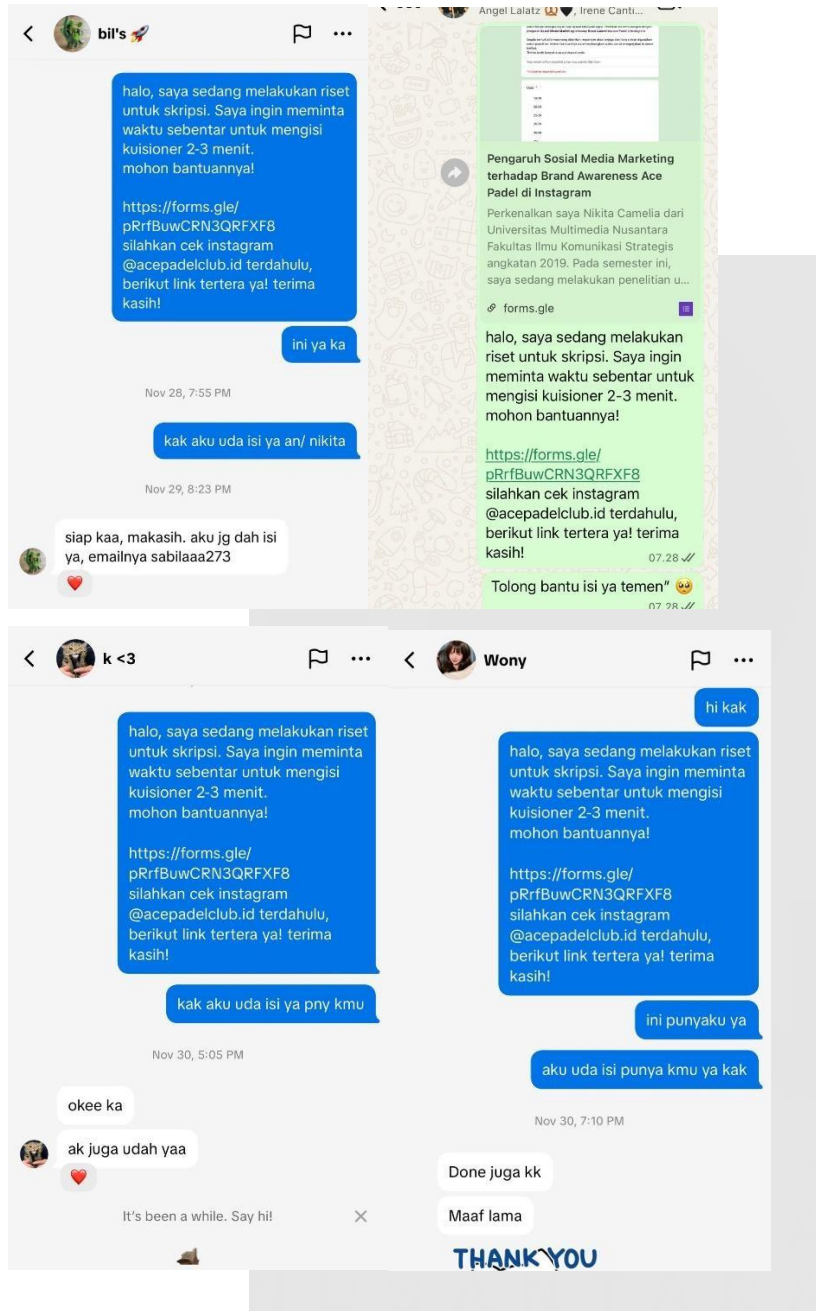 bil's 🚀
halo, saya sedang melakukan riset
untuk skripsi. Saya ingin meminta
waktu sebentar untuk mengisi
kuisioner 2-3 menit.
mohon bantuannya!
https://forms.gle/
pRrfBuwCRN3QRFXF8
silahkan cek instagram
@acepadelclub.id terdahulu,
berikut link tertera ya! terima
kasih!
ini ya ka
Nov 28, 7:55 PM
kak aku uda isi ya an/ nikita
Nov 29, 8:23 PM
siap kaa, makasih. aku jg dah isi
ya, emailnya sabilaaa273
Angel Lalatz, Irene Canti...
Pengaruh Sosial Media Marketing
terhadap Brand Awareness Ace
Padel di Instagram
Perkenalkan saya Nikita Camelia dari
Universitas Multimedia Nusantara
Fakultas Ilmu Komunikasi Strategis
angkatan 2019. Pada semester ini,
saya sedang melakukan penelitian u...
forms.gle
halo, saya sedang melakukan
riset untuk skripsi. Saya ingin
meminta waktu sebentar untuk
mengisi kuisioner 2-3 menit.
mohon bantuannya!
https://forms.gle/
pRrfBuwCRN3QRFXF8
silahkan cek instagram
@acepadelclub.id terdahulu,
berikut link tertera ya! terima
kasih!
07.28
Tolong bantu isi ya temen" 🥺
07.28
k <3
halo, saya sedang melakukan riset
untuk skripsi. Saya ingin meminta
waktu sebentar untuk mengisi
kuisioner 2-3 menit.
mohon bantuannya!
https://forms.gle/
pRrfBuwCRN3QRFXF8
silahkan cek instagram
@acepadelclub.id terdahulu,
berikut link tertera ya! terima
kasih!
kak aku uda isi ya pny kmu
Nov 30, 5:05 PM
okee ka
ak juga udah yaa
It's been a while. Say hi!
Wony
hi kak
halo, saya sedang melakukan riset
untuk skripsi. Saya ingin meminta
waktu sebentar untuk mengisi
kuisioner 2-3 menit.
mohon bantuannya!
https://forms.gle/
pRrfBuwCRN3QRFXF8
silahkan cek instagram
@acepadelclub.id terdahulu,
berikut link tertera ya! terima
kasih!
ini punyaku ya
aku uda isi punya kmu ya kak
Nov 30, 7:10 PM
Done juga kk
Maaf lama
THANK YOU